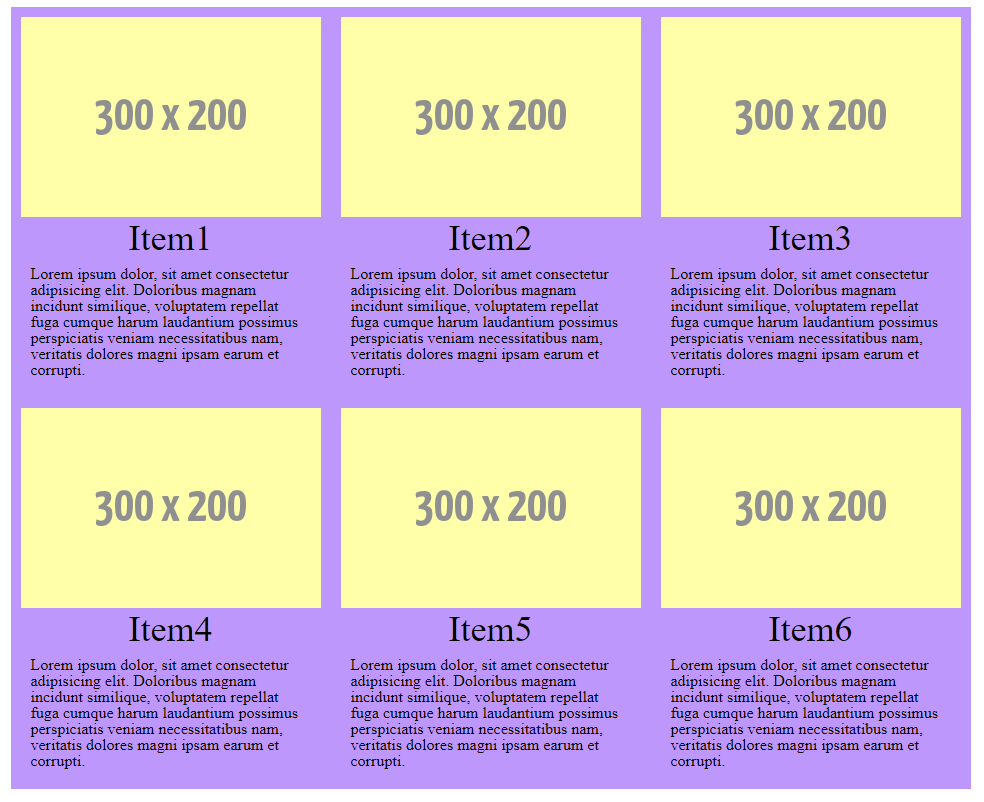 300 x 200
300 x 200
300 x 200
Item1
Item2
Item3
Lorem ipsum dolor, sit amet consectetur
adipisicing elit. Doloribus magnam
incidunt similique, voluptatem repellat
fuga cumque harum laudantium possimus
perspiciatis veniam necessitatibus nam,
veritatis dolores magni ipsam earum et
corrupti.
Lorem ipsum dolor, sit amet consectetur
adipisicing elit. Doloribus magnam
incidunt similique, voluptatem repellat
fuga cumque harum laudantium possimus
perspiciatis veniam necessitatibus nam,
veritatis dolores magni ipsam earum et
corrupti.
Lorem ipsum dolor, sit amet consectetur
adipisicing elit. Doloribus magnam
incidunt similique, voluptatem repellat
fuga cumque harum laudantium possimus
perspiciatis veniam necessitatibus nam,
veritatis dolores magni ipsam earum et
corrupti.
300 x 200
300 x 200
300 x 200
Item4
Item5
Item6
Lorem ipsum dolor, sit amet consectetur
adipisicing elit. Doloribus magnam
incidunt similique, voluptatem repellat
fuga cumque harum laudantium possimus
perspiciatis veniam necessitatibus nam,
veritatis dolores magni ipsam earum et
corrupti.
Lorem ipsum dolor, sit amet consectetur
adipisicing elit. Doloribus magnam
incidunt similique, voluptatem repellat
fuga cumque harum laudantium possimus
perspiciatis veniam necessitatibus nam,
veritatis dolores magni ipsam earum et
corrupti.
Lorem ipsum dolor, sit amet consectetur
adipisicing elit. Doloribus magnam
incidunt similique, voluptatem repellat
fuga cumque harum laudantium possimus
perspiciatis veniam necessitatibus nam,
veritatis dolores magni ipsam earum et
corrupti.